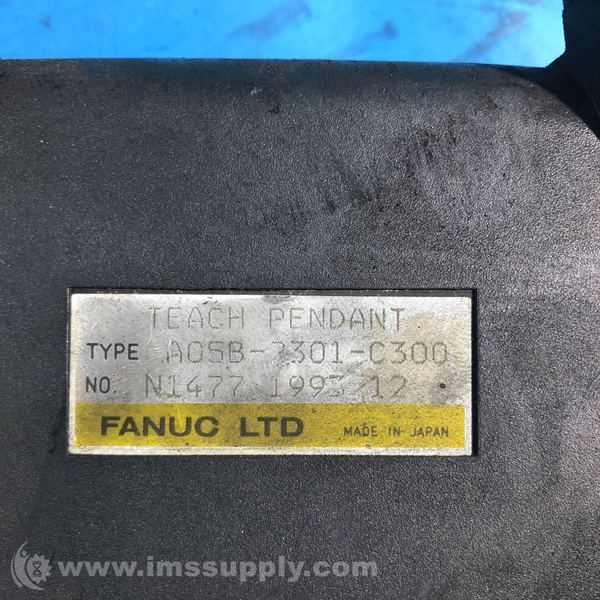 TEACH PENDANT
TYPE A05B-2301-C300
NO. N1477 1993.12
FANUC LTD MADE IN JAPAN
www.imssupply.com